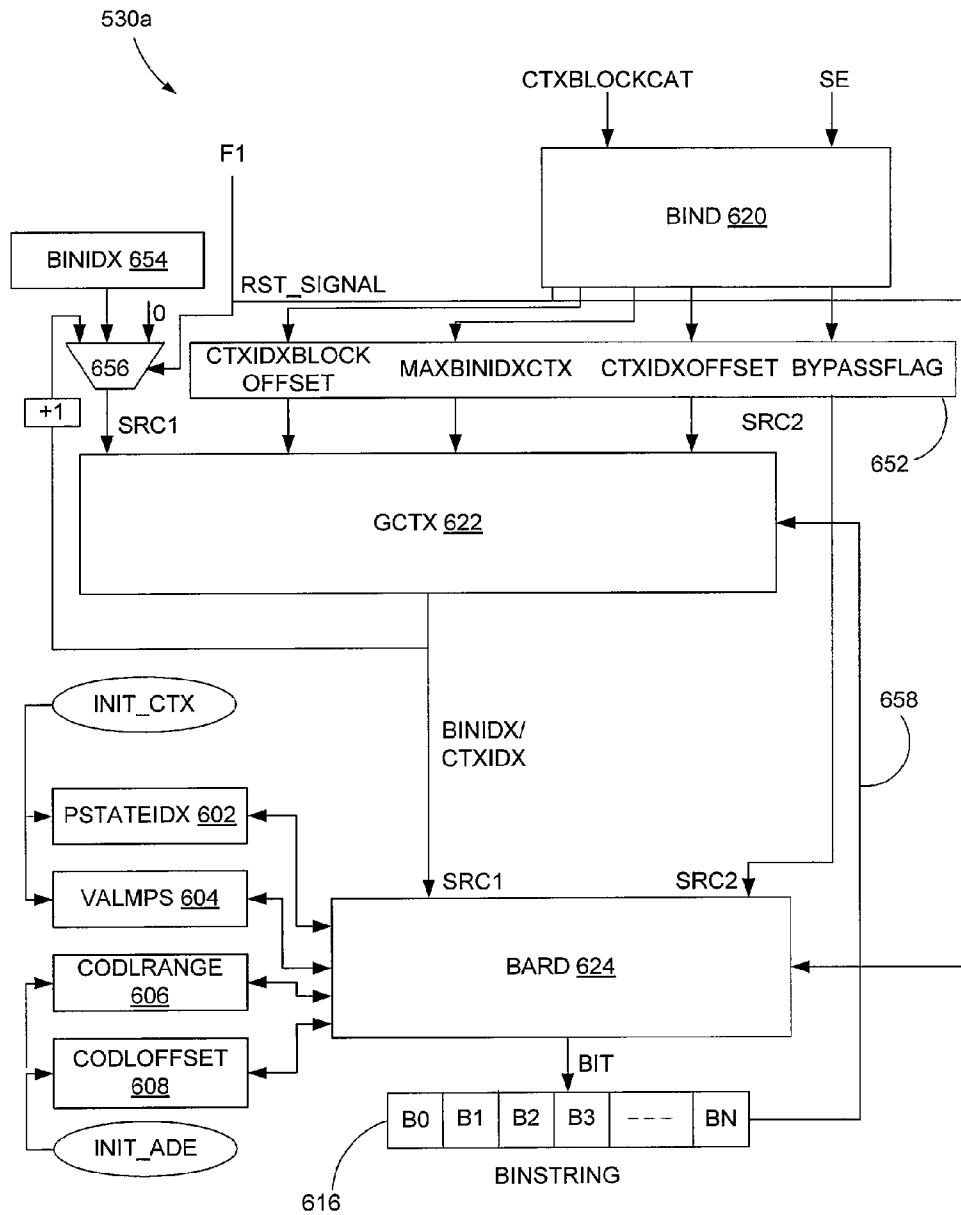 530a
CTXBLOCKCAT
SE
F1
BIND 620
BINIDX 654
RST_SIGNAL
0
656
CTXIDXBLOCK
OFFSET
MAXBINIDXCTX
CTXIDXOFFSET
BYPASSFLAG
+1
SRC1
SRC2
652
GCTX 622
INIT_CTX
658
BINIDX/
CTXIDX
PSTATEIDX 602
VALMPS 604
SRC1
SRC2
CODLRANGE
606
BARD 624
CODLOFFSET
608
BIT
INIT_ADE
B0 B1 B2 B3 ---- BN
BINSTRING
616